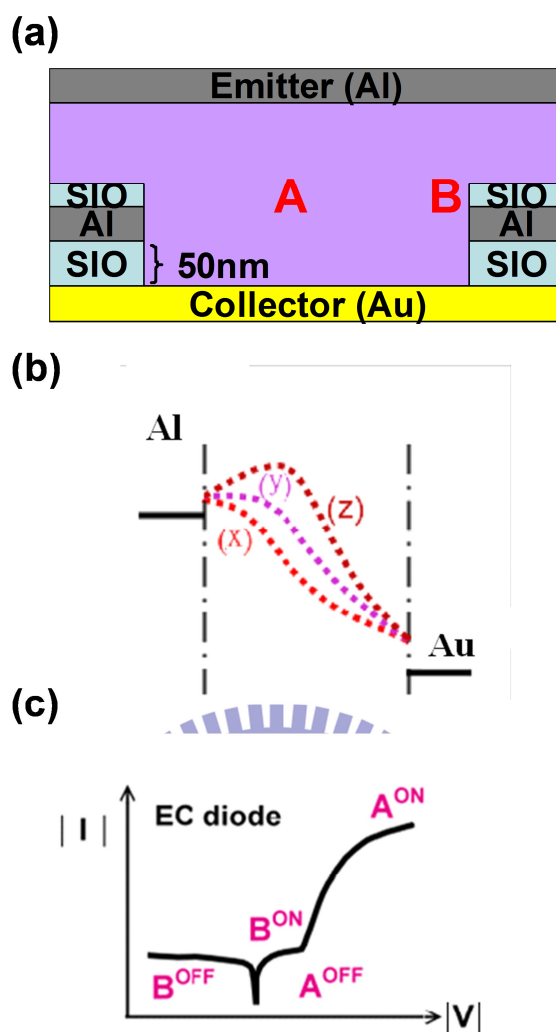 (a)
Emitter (Al)
SIO A B SIO
Al Al
SIO } 50nm SIO
Collector (Au)
(b)
Al
(y)
(z)
(x)
Au
(c)
A^ON
| I | EC diode
B^ON
B^OFF A^OFF
|V|